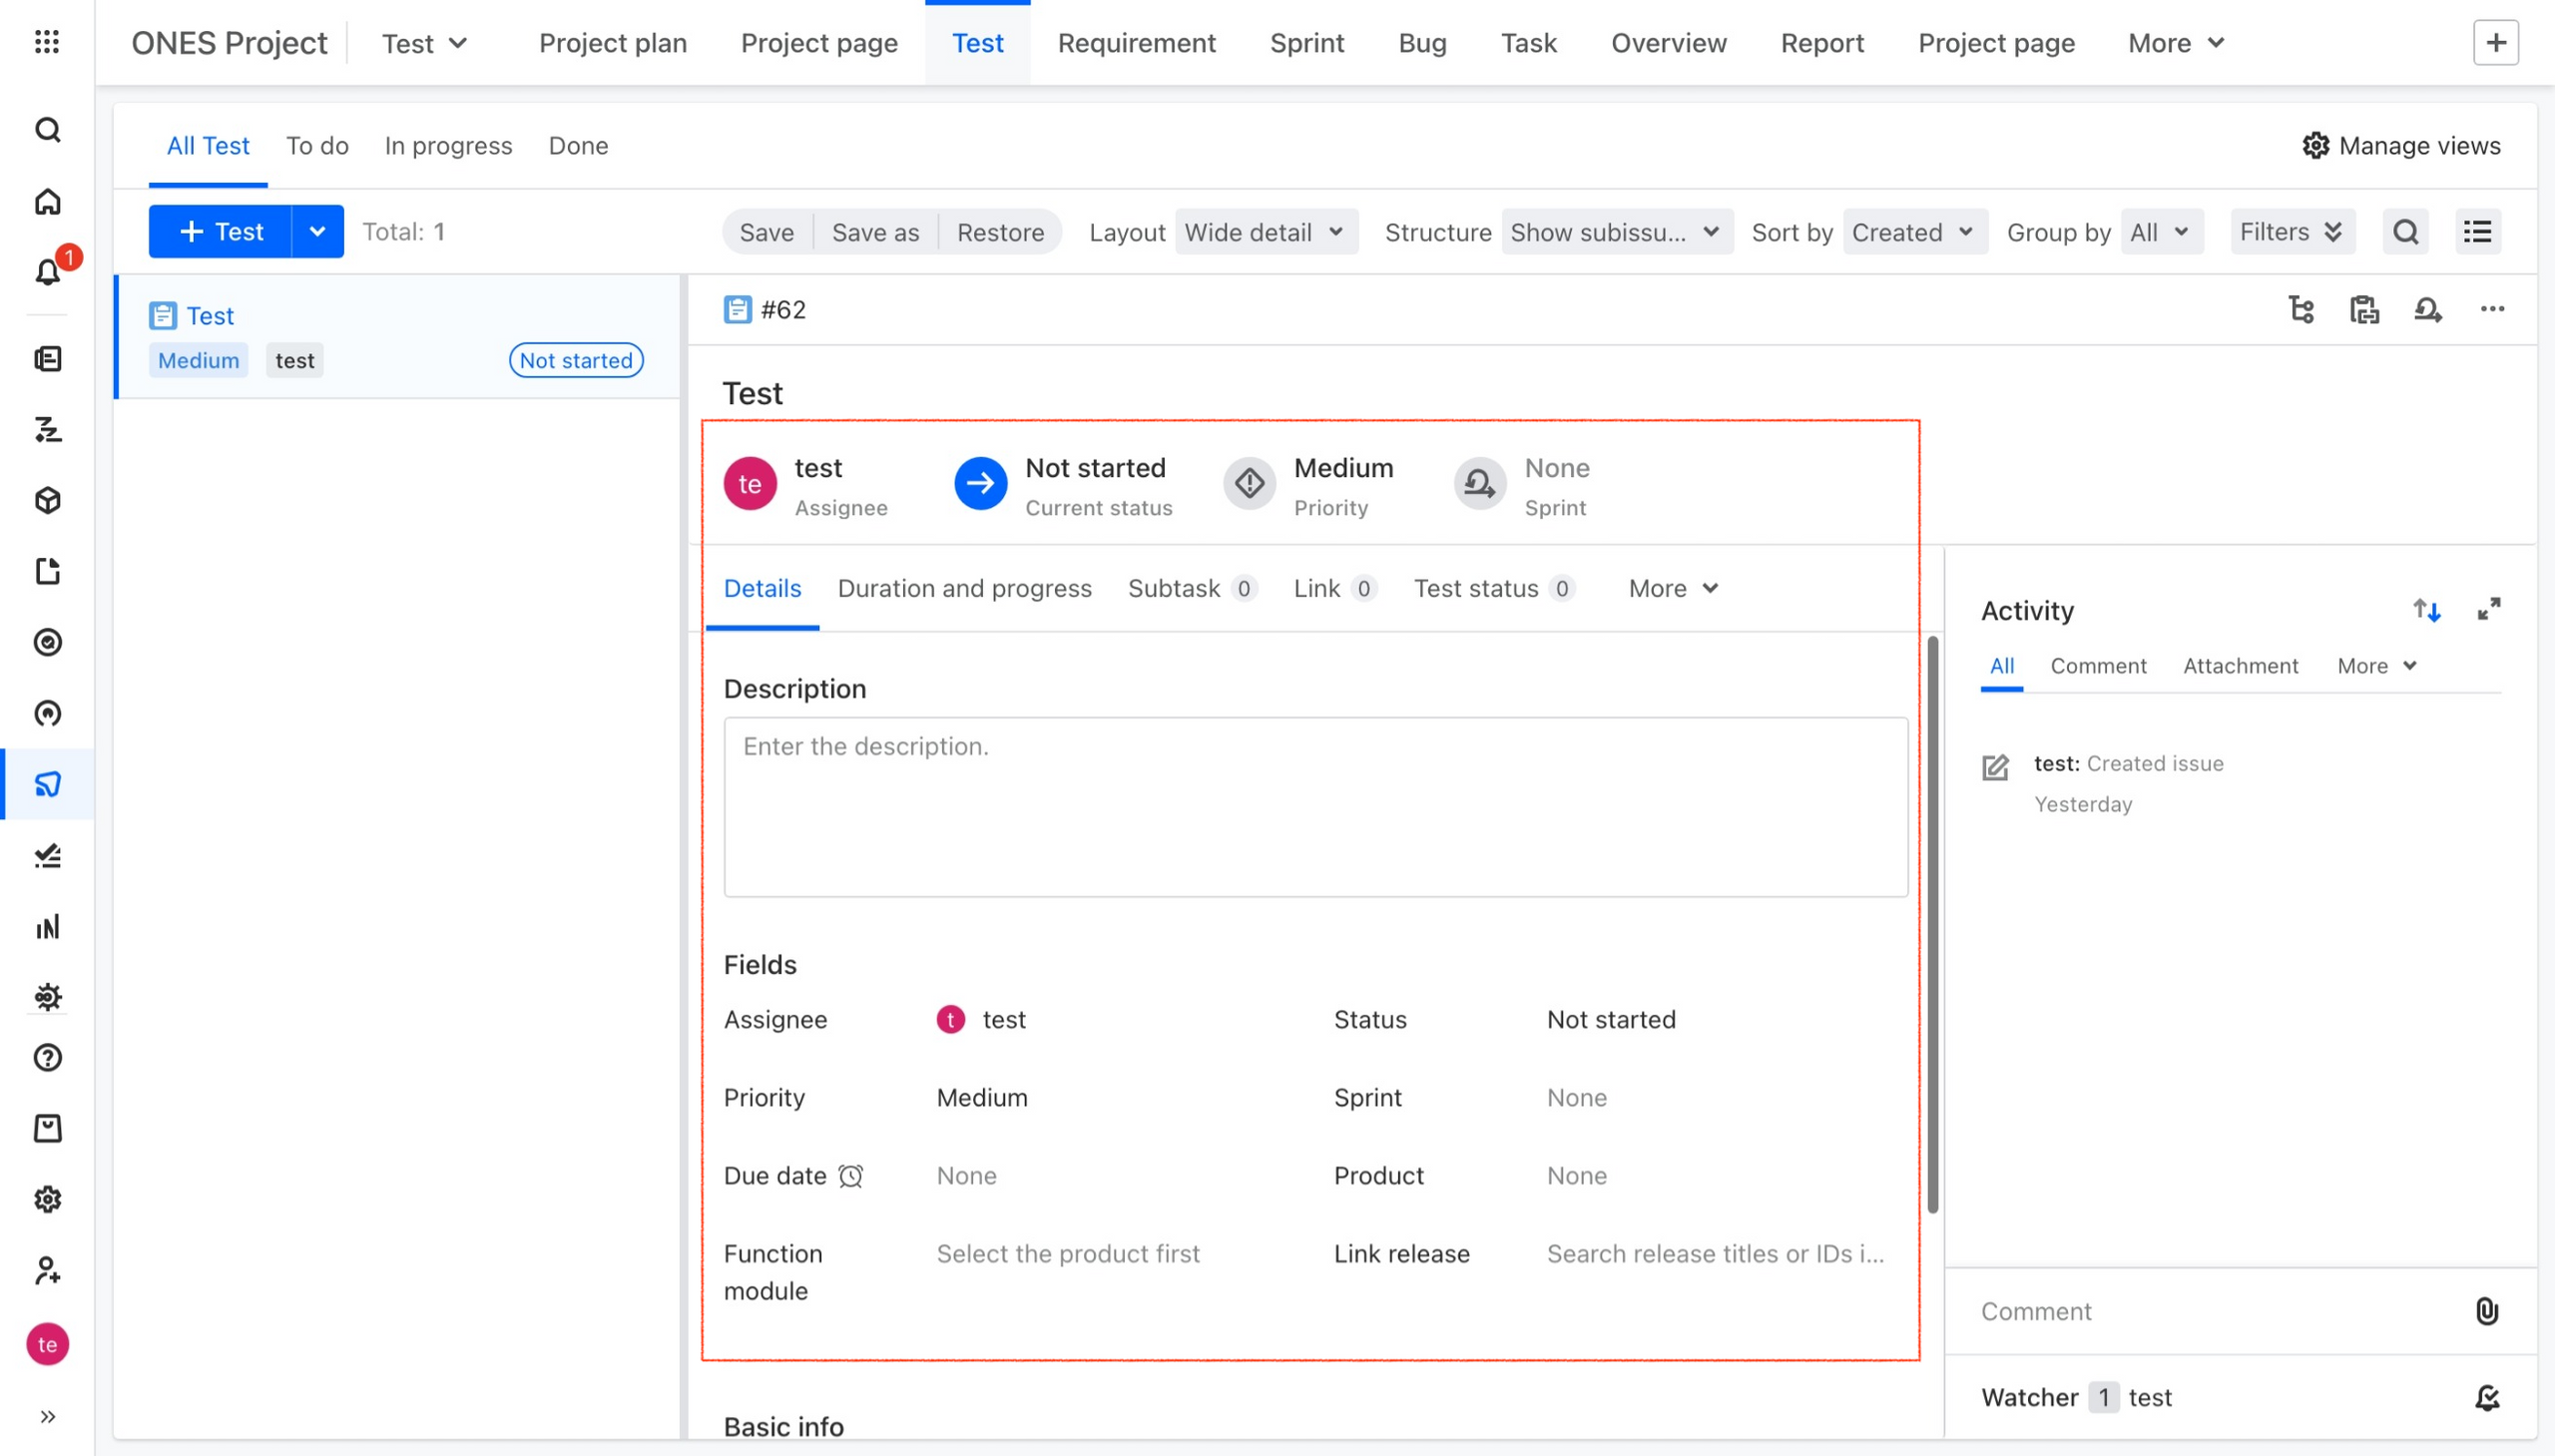 ONES Project Test Project plan Project page Test Requirement Sprint Bug Task Overview Report Project page More
All Test To do In progress Done Manage views
1
Test Total: 1 Save Save as Restore Layout Wide detail Structure Show subissu... Sort by Created Group by All Filters
Test
Medium test Not started
#62
Test
te test Not started Medium None
Assignee Current status Priority Sprint
Details Duration and progress Subtask 0 Link 0 Test status 0 More
Description
Enter the description.
Fields
Assignee t test Status Not started
Priority Medium Sprint None
Due date None Product None
Function module Select the product first Link release Search release titles or IDs i...
Basic info
Activity
All Comment Attachment More
test: Created issue
Yesterday
Comment
Watcher 1 test
te